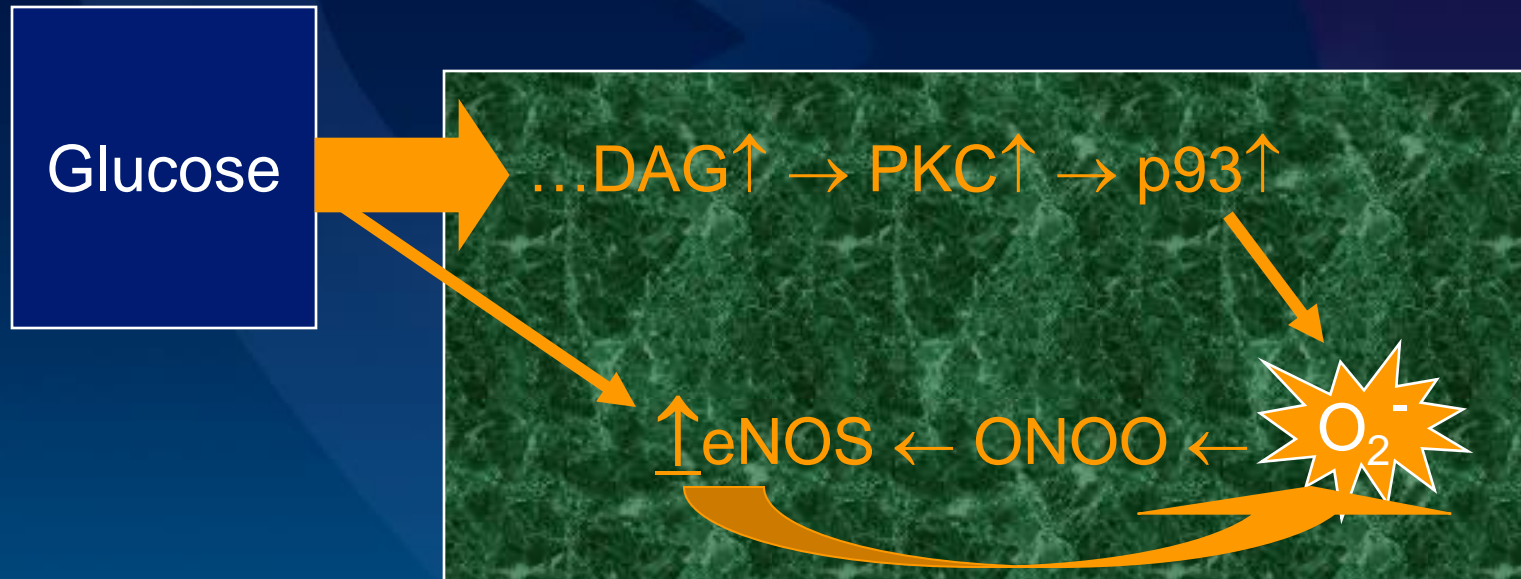 Glucose
…DAG↑ → PKC↑ → p93↑
↑eNOS ← ONOO ← O₂⁻